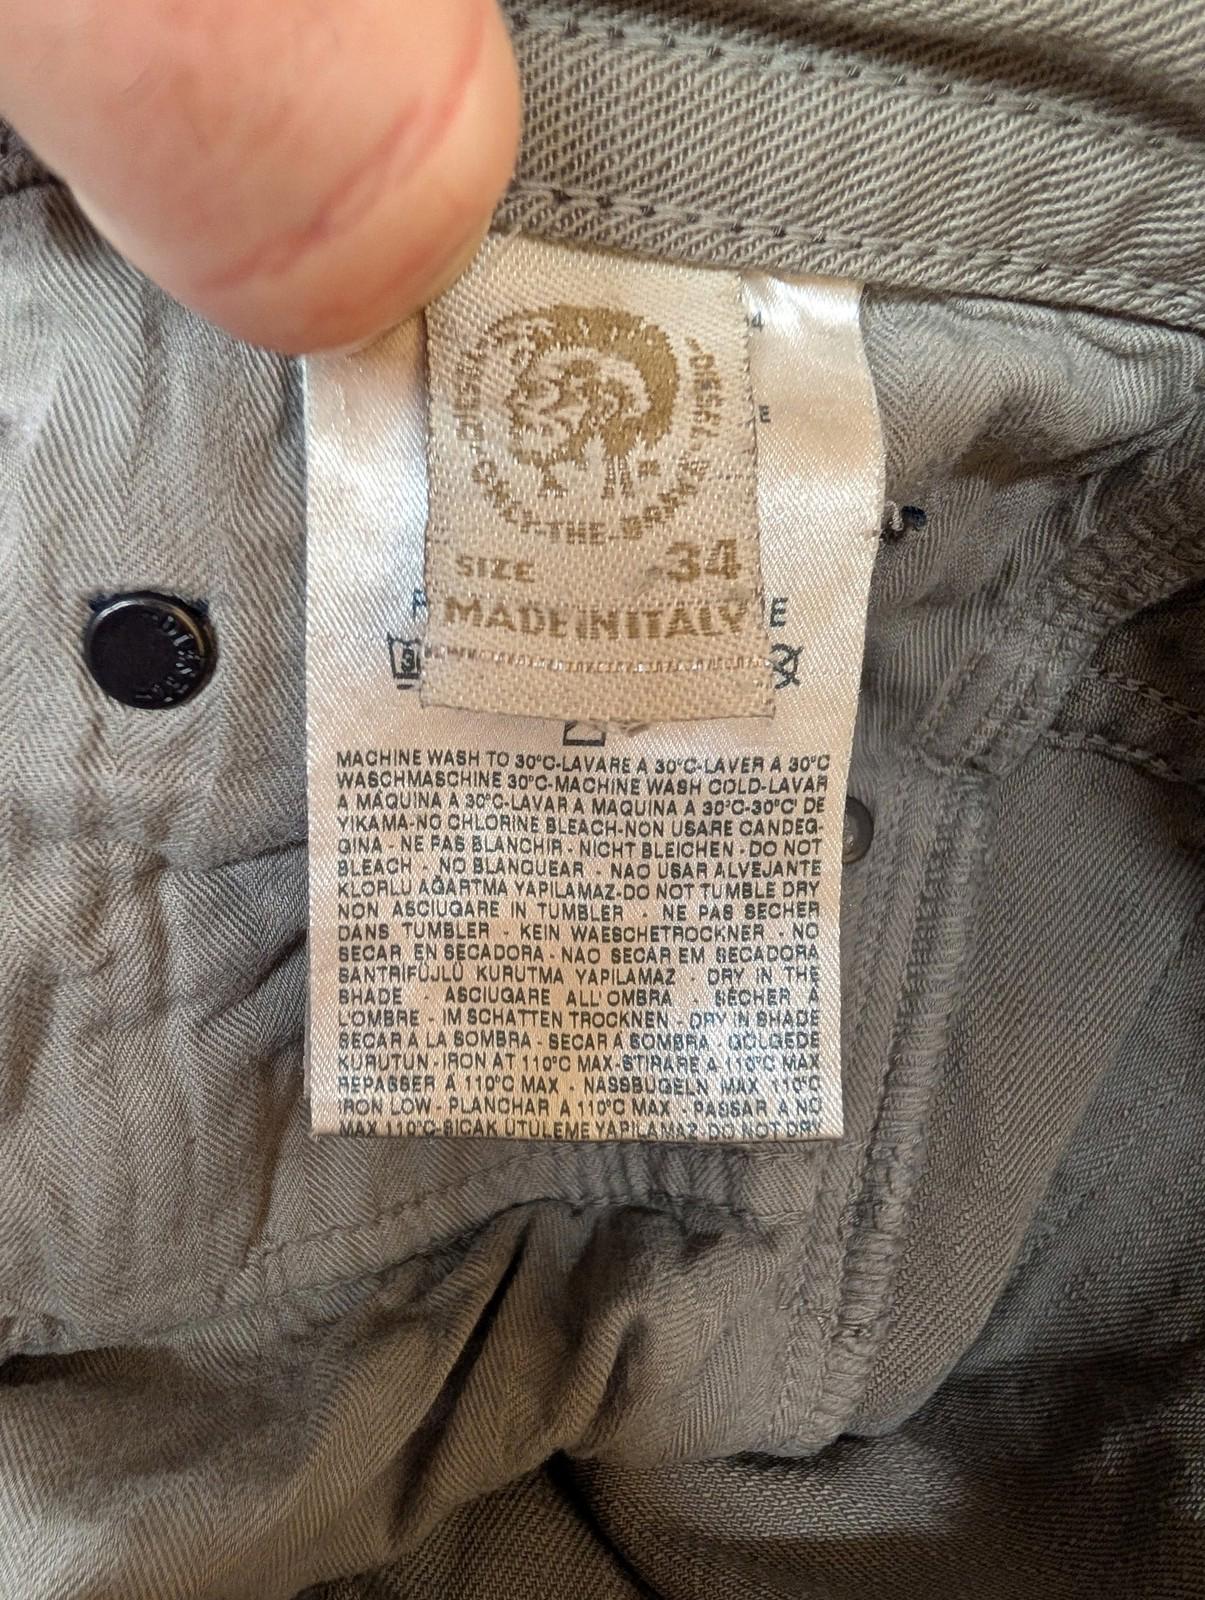 DIESEL
ONLY-THE-BRAVE
SIZE 34
MADE IN ITALY
E
MACHINE WASH TO 30°C-LAVARE A 30°C-LAVER A 30°C
WASCHMASCHINE 30°C-MACHINE WASH COLD-LAVAR
A MAQUINA A 30°C-LAVAR A MAQUINA A 30°C-30°C' DE
YIKAMA-NO CHLORINE BLEACH-NON USARE CANDEG-
GINA - NE PAS BLANCHIR - NICHT BLEICHEN - DO NOT
BLEACH - NO BLANQUEAR - NAO USAR ALVEJANTE
KLORLU AĞARTMA YAPILAMAZ-DO NOT TUMBLE DRY
NON ASCIUGARE IN TUMBLER - NE PAS SECHER
DANS TUMBLER - KEIN WAESCHETROCKNER - NO
SECAR EN SECADORA - NAO SECAR EM SECADORA
SANTRİFÜJLÜ KURUTMA YAPILAMAZ - DRY IN THE
SHADE - ASCIUGARE ALL'OMBRA - SÉCHER À
L'OMBRE - IM SCHATTEN TROCKNEN - DRY IN SHADE
SECAR A LA SOMBRA - SECAR A SOMBRA - GÖLGEDE
KURUTUN - IRON AT 110°C MAX-STIRARE A 110°C MAX
REPASSER A 110°C MAX - NASSBUGELN MAX 110°C
IRON LOW - PLANCHAR A 110°C MAX - PASSAR A NO
MAX 110°C-SICAK UTULEME YAPILAMAZ-DO NOT DRY